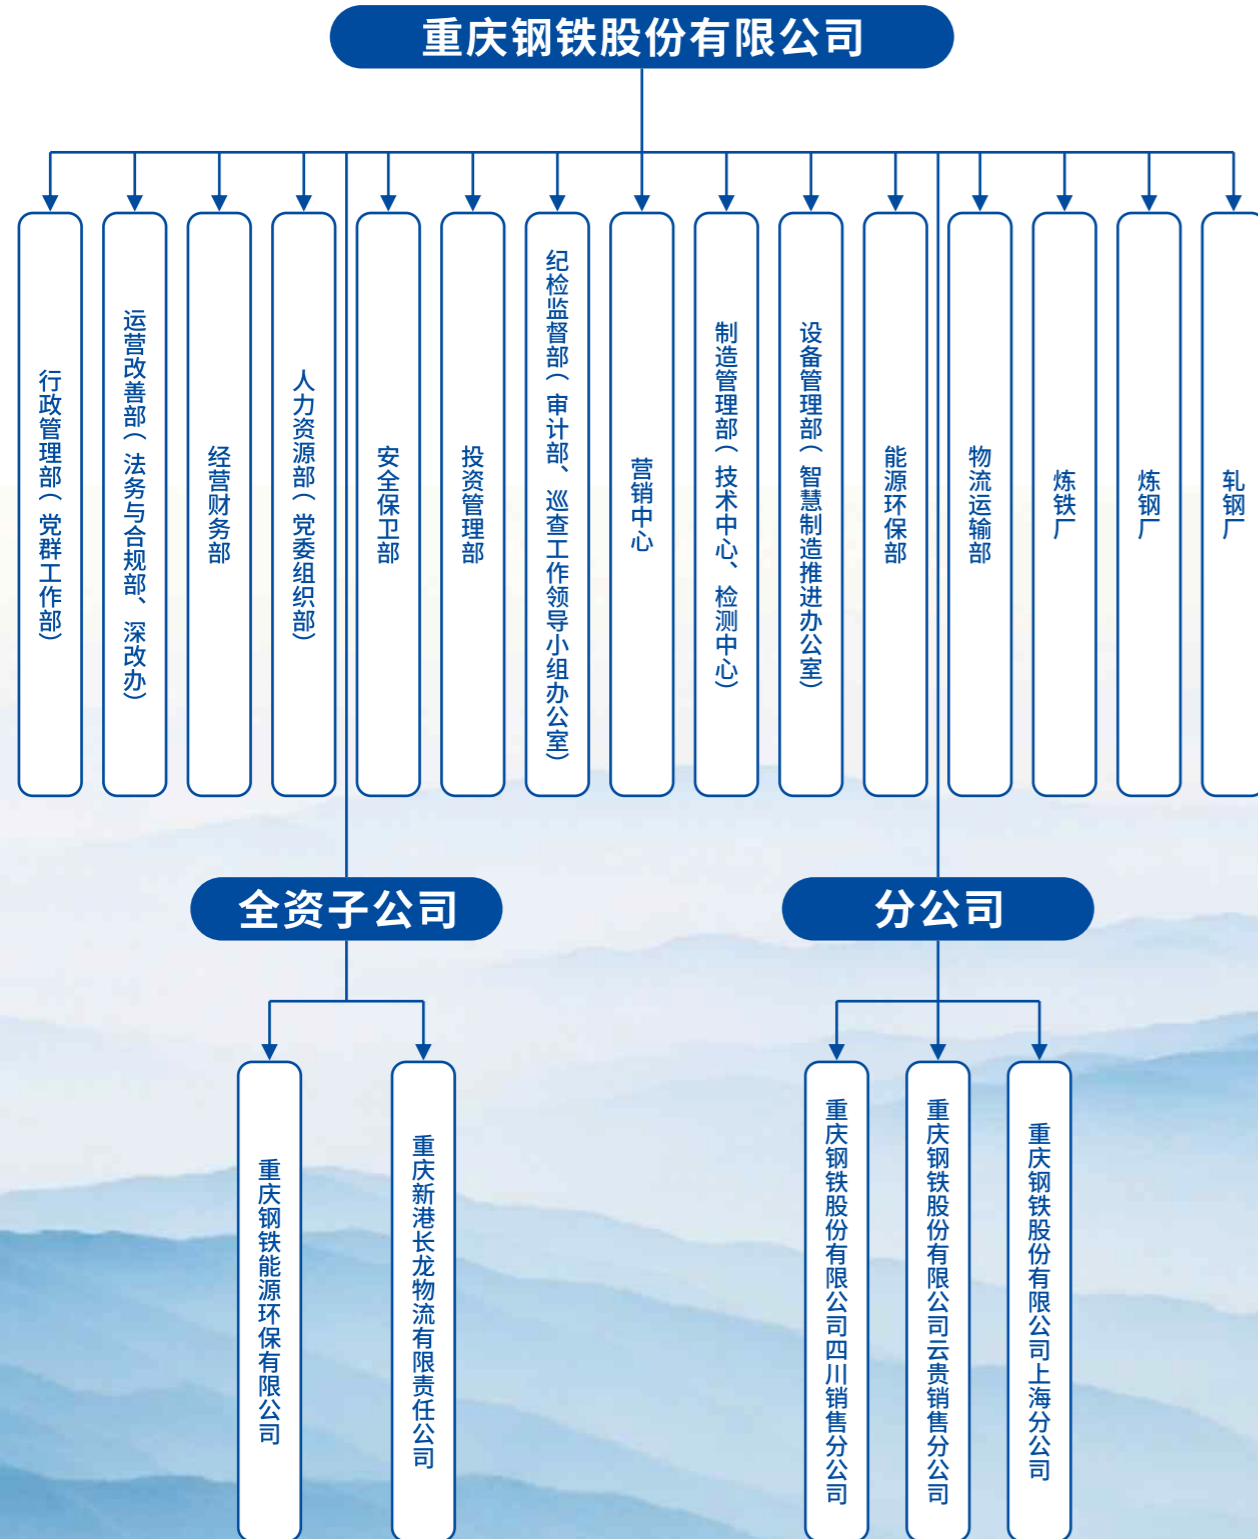 重庆钢铁股份有限公司
行政管理部（党群工作部）
运营改善部（法务与合规部、深改办）
经营财务部
人力资源部（党委组织部）
安全保卫部
投资管理部
纪检监督部（审计部、巡查工作领导小组办公室）
营销中心
制造管理部（技术中心、检测中心）
设备管理部（智慧制造推进办公室）
能源环保部
物流运输部
炼铁厂
炼钢厂
轧钢厂
全资子公司
分公司
重庆钢铁能源环保有限公司
重庆新港长龙物流有限责任公司
重庆钢铁股份有限公司四川销售分公司
重庆钢铁股份有限公司云贵销售分公司
重庆钢铁股份有限公司上海分公司